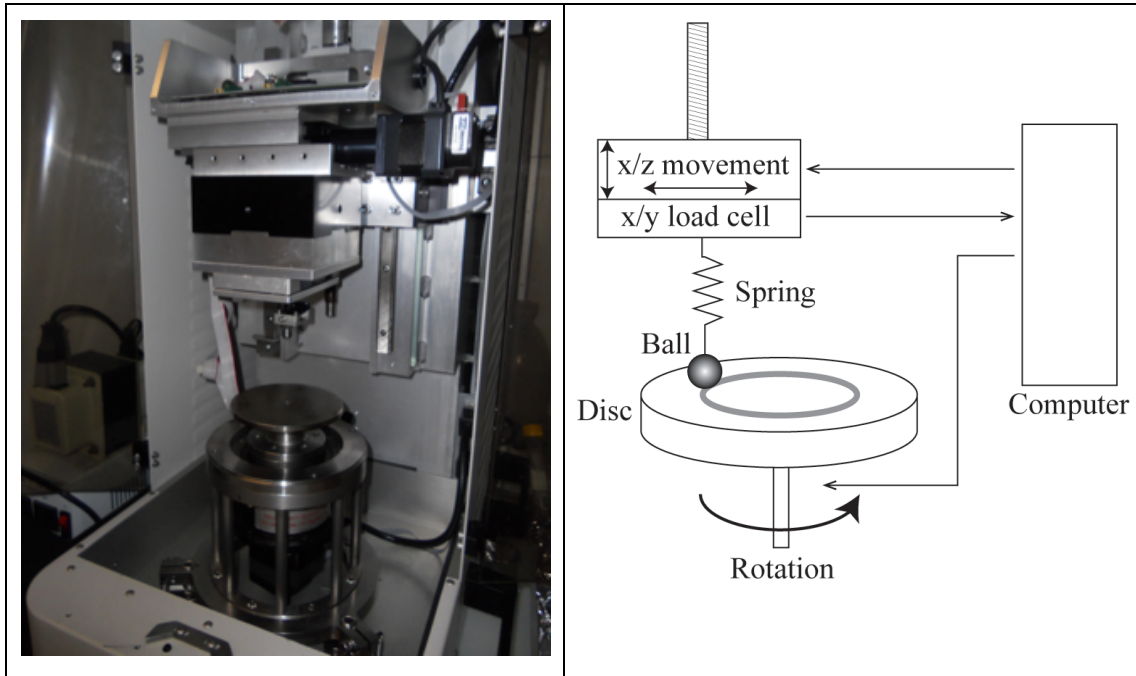 x/z movement
x/y load cell
Spring
Ball
Disc
Computer
Rotation